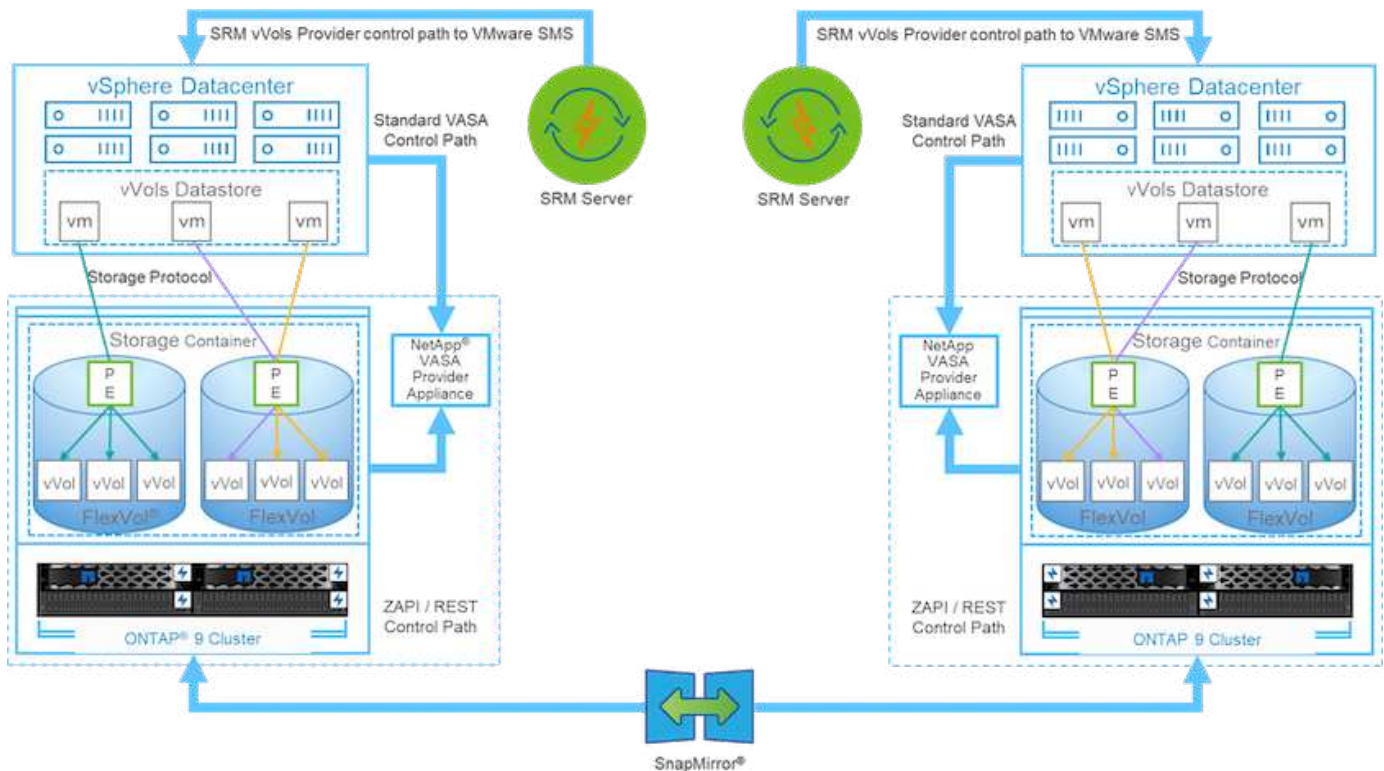 SRM vVols Provider control path to VMware SMS
vSphere Datacenter
Standard VASA
Control Path
SRM Server
vVols Datastore
vm
vm
vm
Storage Protocol
Storage Container
NetApp®
VASA
Provider
Appliance
P
E
P
E
vVol
vVol
vVol
vVol
vVol
vVol
FlexVol®
FlexVol
ZAPI / REST
Control Path
ONTAP® 9 Cluster
SRM vVols Provider control path to VMware SMS
vSphere Datacenter
Standard VASA
Control Path
SRM Server
vVols Datastore
vm
vm
vm
Storage Protocol
Storage Container
NetApp
VASA
Provider
Appliance
P
E
P
E
vVol
vVol
vVol
vVol
vVol
vVol
FlexVol
FlexVol
ZAPI / REST
Control Path
ONTAP 9 Cluster
SnapMirror®